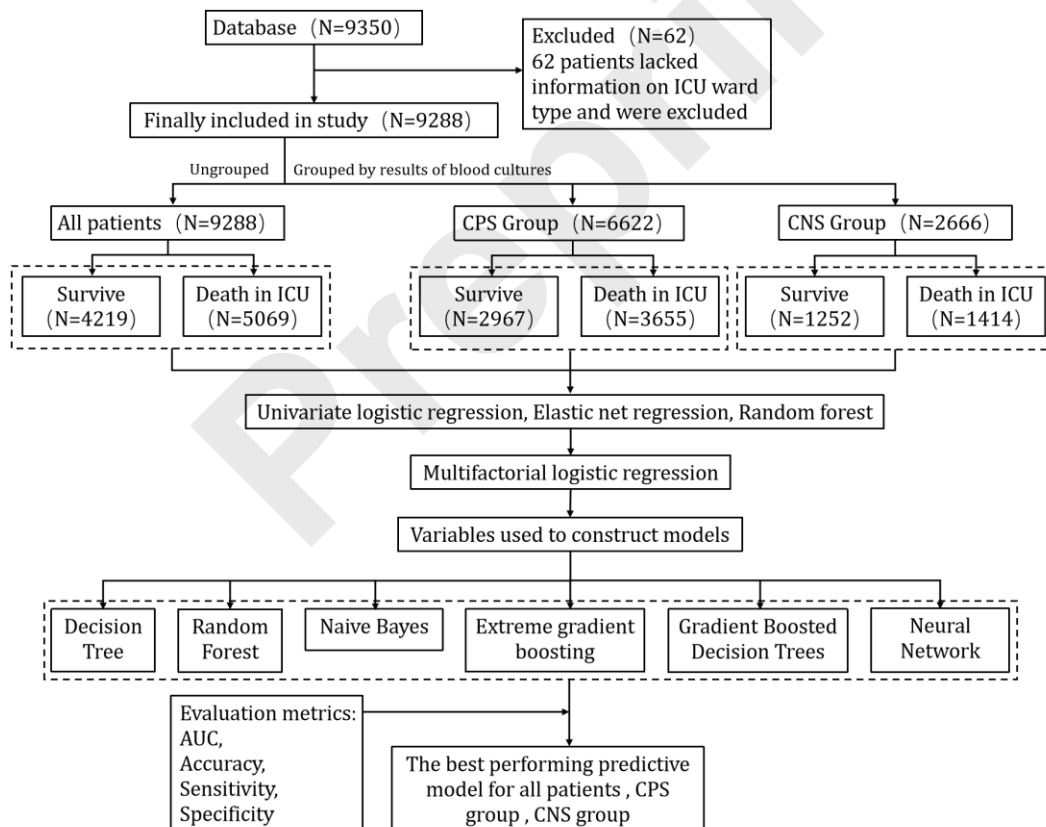 Database（N=9350）
Excluded（N=62）
62 patients lacked
information on ICU ward
type and were excluded
Finally included in study（N=9288）
Ungrouped
Grouped by results of blood cultures
All patients（N=9288）
CPS Group（N=6622）
CNS Group（N=2666）
Survive
(N=4219)
Death in ICU
(N=5069)
Survive
(N=2967)
Death in ICU
(N=3655)
Survive
(N=1252)
Death in ICU
(N=1414)
Univariate logistic regression, Elastic net regression, Random forest
Multifactorial logistic regression
Variables used to construct models
Decision
Tree
Random
Forest
Naive Bayes
Extreme gradient
boosting
Gradient Boosted
Decision Trees
Neural
Network
Evaluation metrics:
AUC,
Accuracy,
Sensitivity,
Specificity
The best performing predictive
model for all patients , CPS
group , CNS group